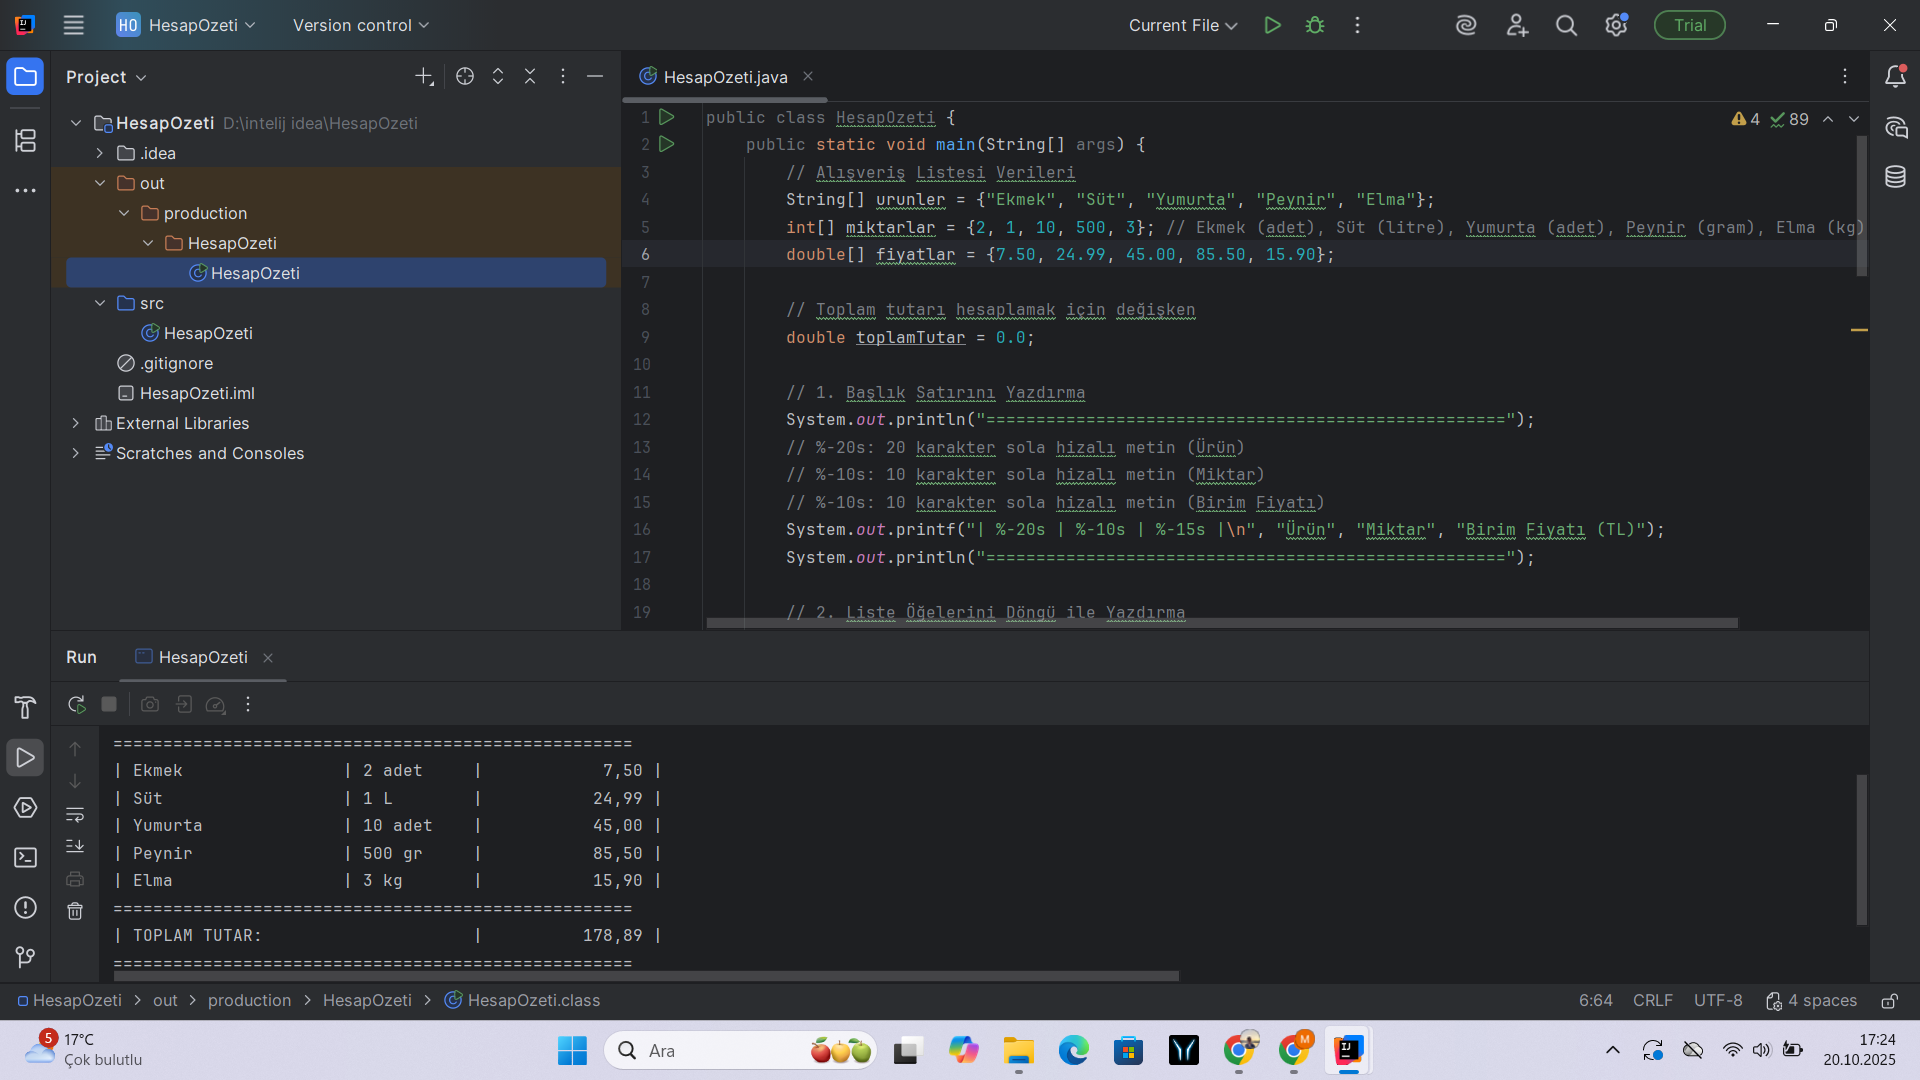 HO HesapOzeti Version control Current File Trial
Project
HesapOzeti.java
HesapOzeti D:\intelij idea\HesapOzeti
.idea
out
production
HesapOzeti
HesapOzeti
src
HesapOzeti
.gitignore
HesapOzeti.iml
External Libraries
Scratches and Consoles
4 89
1 public class HesapOzeti {
2 public static void main(String[] args) {
3 // Alışveriş Listesi Verileri
4 String[] urunler = {"Ekmek", "Süt", "Yumurta", "Peynir", "Elma"};
5 int[] miktarlar = {2, 1, 10, 500, 3}; // Ekmek (adet), Süt (litre), Yumurta (adet), Peynir (gram), Elma (kg)
6 double[] fiyatlar = {7.50, 24.99, 45.00, 85.50, 15.90};
7
8 // Toplam tutarı hesaplamak için değişken
9 double toplamTutar = 0.0;
10
11 // 1. Başlık Satırını Yazdırma
12 System.out.println("====================================================");
13 // %-20s: 20 karakter sola hizalı metin (Ürün)
14 // %-10s: 10 karakter sola hizalı metin (Miktar)
15 // %-10s: 10 karakter sola hizalı metin (Birim Fiyatı)
16 System.out.printf("| %-20s | %-10s | %-15s |\n", "Ürün", "Miktar", "Birim Fiyatı (TL)");
17 System.out.println("====================================================");
18
19 // 2. Liste Öğelerini Döngü ile Yazdırma
Run HesapOzeti
====================================================
| Ekmek | 2 adet | 7,50 |
| Süt | 1 L | 24,99 |
| Yumurta | 10 adet | 45,00 |
| Peynir | 500 gr | 85,50 |
| Elma | 3 kg | 15,90 |
====================================================
| TOPLAM TUTAR: | 178,89 |
====================================================
HesapOzeti > out > production > HesapOzeti > HesapOzeti.class
6:64 CRLF UTF-8 4 spaces
5
17°C
Çok bulutlu
Ara
M
17:24
20.10.2025